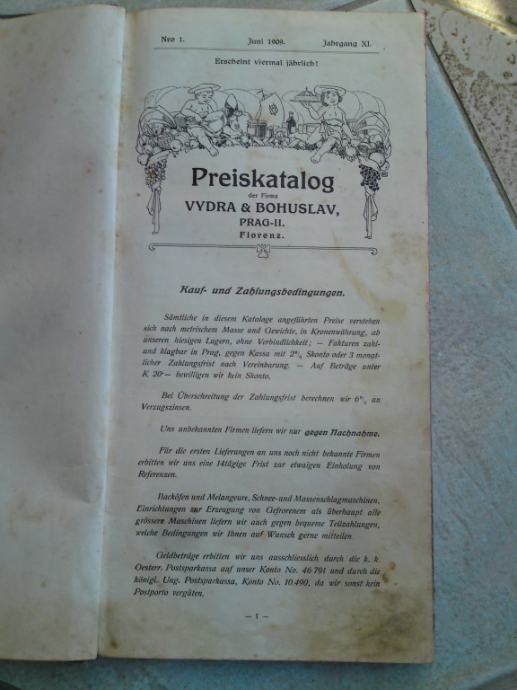 Nro 1. Juni 1909. Jahrgang XI.
Erscheint viermal jährlich!
Preiskatalog
der Firma
VYDRA & BOHUSLAV,
PRAG-II.
Florenz.
Kauf- und Zahlungsbedingungen.
Sämtliche in diesem Kataloge angeführten Preise verstehen
sich nach metrischem Masse und Gewichte, in Kronenwährung, ab
unseren hiesigen Lagern, ohne Verbindlichkeit; — Fakturen zahl-
und klagbar in Prag, gegen Kassa mit 2% Skonto oder 3 monat-
licher Zahlungsfrist nach Vereinbarung. — Auf Beträge unter
K 20·— bewilligen wir kein Skonto.
Bei Überschreitung der Zahlungsfrist berechnen wir 6% an
Verzugszinsen.
Uns unbekannten Firmen liefern wir nur gegen Nachnahme.
Für die ersten Lieferungen an uns noch nicht bekannte Firmen
erbitten wir uns eine 14tägige Frist zur etwaigen Einholung von
Referenzen.
Backöfen und Melangeure, Schnee- und Massenschlagmaschinen,
Einrichtungen zur Erzeugung von Gefrorenem als überhaupt alle
grössere Maschinen liefern wir auch gegen bequeme Teilzahlungen,
welche Bedingungen wir Ihnen auf Wunsch gerne mitteilen.
Geldbeträge erbitten wir uns ausschliesslich durch die k. k.
Oesterr. Postsparkassa auf unser Konto No. 46 791 und durch die
königl. Ung. Postsparkassa, Konto No. 10.490, da wir sonst kein
Postporto vergüten.
— 1 —